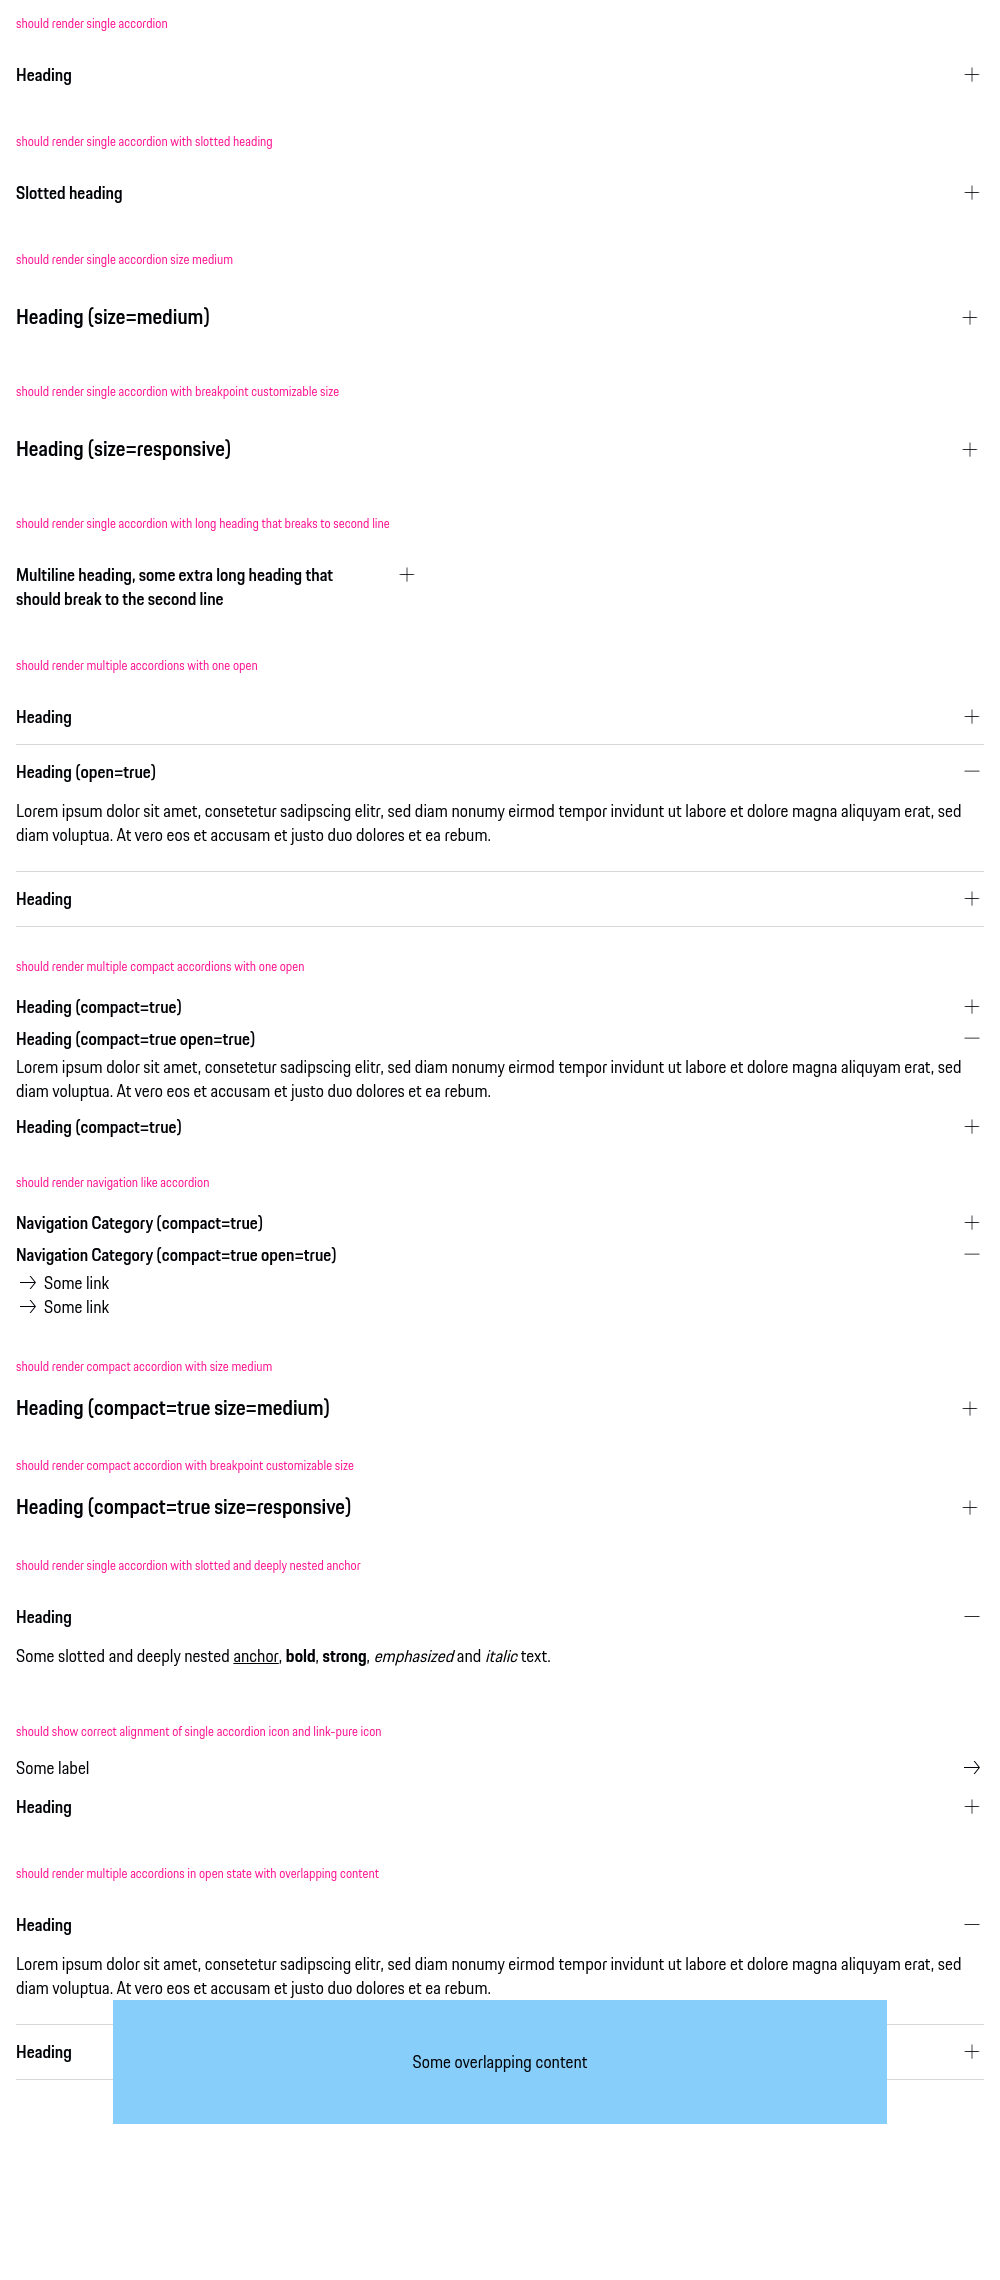 should render single accordion
Heading
should render single accordion with slotted heading
Slotted heading
should render single accordion size medium
Heading (size=medium)
should render single accordion with breakpoint customizable size
Heading (size=responsive)
should render single accordion with long heading that breaks to second line
Multiline heading, some extra long heading that
should break to the second line
should render multiple accordions with one open
Heading
Heading (open=true)
Lorem ipsum dolor sit amet, consetetur sadipscing elitr, sed diam nonumy eirmod tempor invidunt ut labore et dolore magna aliquyam erat, sed
diam voluptua. At vero eos et accusam et justo duo dolores et ea rebum.
Heading
should render multiple compact accordions with one open
Heading (compact=true)
Heading (compact=true open=true)
Lorem ipsum dolor sit amet, consetetur sadipscing elitr, sed diam nonumy eirmod tempor invidunt ut labore et dolore magna aliquyam erat, sed
diam voluptua. At vero eos et accusam et justo duo dolores et ea rebum.
Heading (compact=true)
should render navigation like accordion
Navigation Category (compact=true)
Navigation Category (compact=true open=true)
Some link
Some link
should render compact accordion with size medium
Heading (compact=true size=medium)
should render compact accordion with breakpoint customizable size
Heading (compact=true size=responsive)
should render single accordion with slotted and deeply nested anchor
Heading
Some slotted and deeply nested anchor, bold, strong, emphasized and italic text.
should show correct alignment of single accordion icon and link-pure icon
Some label
Heading
should render multiple accordions in open state with overlapping content
Heading
Lorem ipsum dolor sit amet, consetetur sadipscing elitr, sed diam nonumy eirmod tempor invidunt ut labore et dolore magna aliquyam erat, sed
diam voluptua. At vero eos et accusam et justo duo dolores et ea rebum.
Heading
Some overlapping content